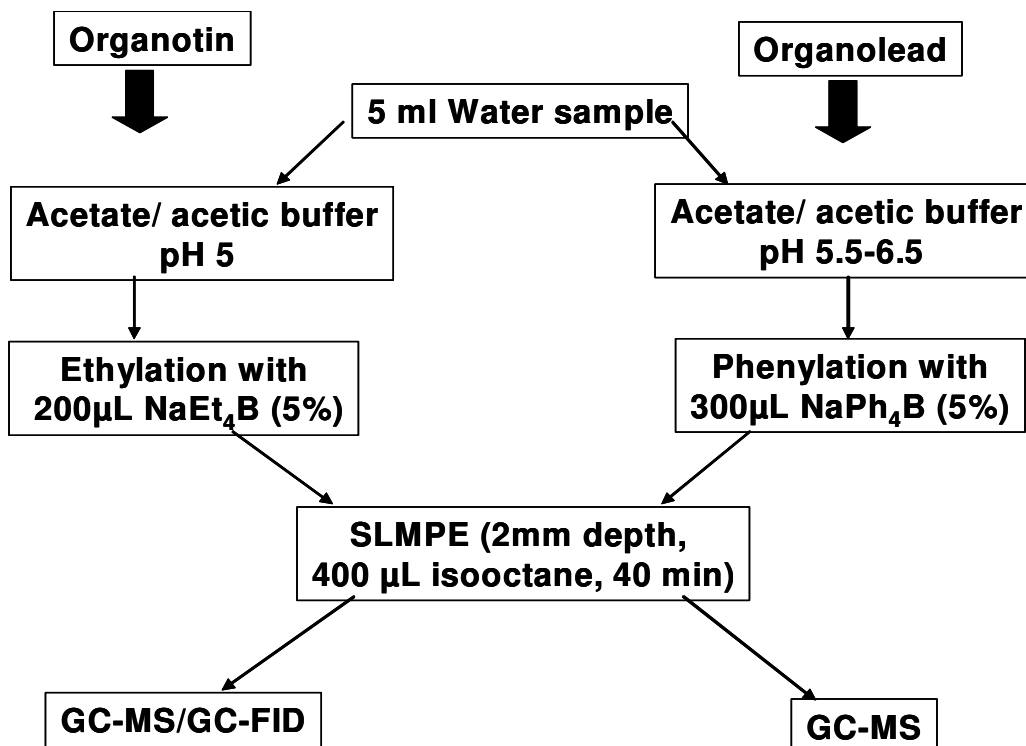 Organotin
Organolead
5 ml Water sample
Acetate/ acetic buffer
pH 5
Acetate/ acetic buffer
pH 5.5-6.5
Ethylation with
200µL NaEt₄B (5%)
Phenylation with
300µL NaPh₄B (5%)
SLMPE (2mm depth,
400 µL isooctane, 40 min)
GC-MS/GC-FID
GC-MS